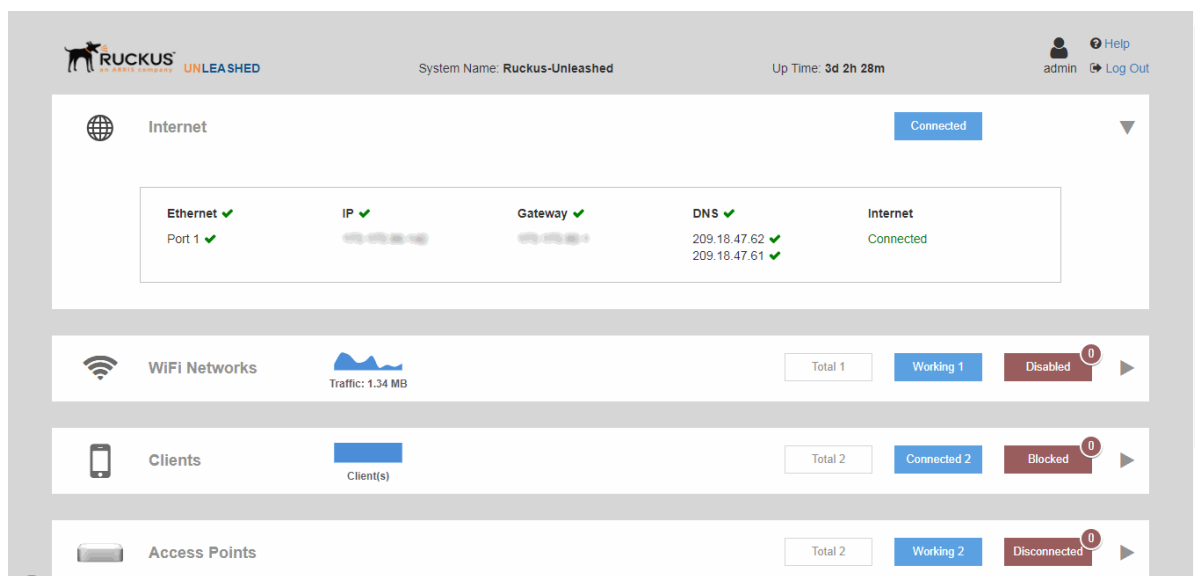 RUCKUS
an ARRIS company
UNLEASHED
System Name: Ruckus-Unleashed
Up Time: 3d 2h 28m
admin
Help
Log Out
Internet
Connected
Ethernet
IP
Gateway
DNS
Internet
Port 1
209.18.47.62
Connected
209.18.47.61
WiFi Networks
Traffic: 1.34 MB
Total 1
Working 1
Disabled
0
Clients
Client(s)
Total 2
Connected 2
Blocked
0
Access Points
Total 2
Working 2
Disconnected
0